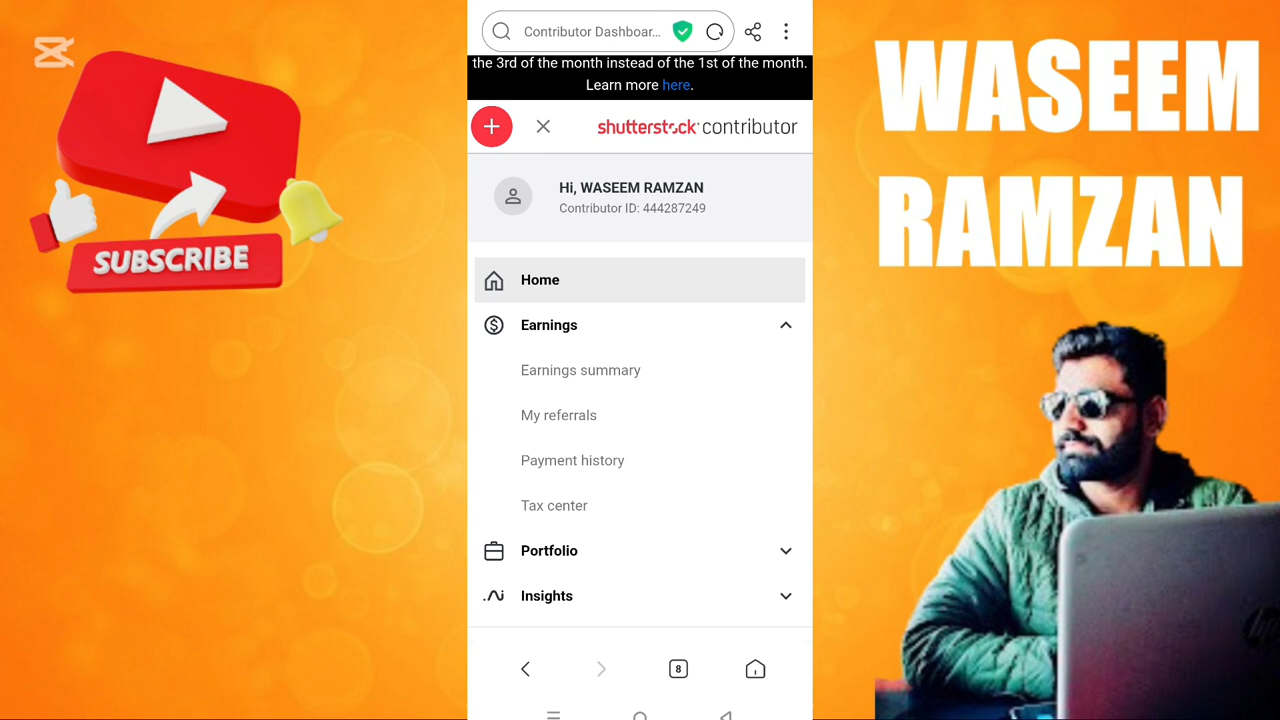 SUBSCRIBE
Contributor Dashboar...
the 3rd of the month instead of the 1st of the month.
Learn more here.
shutterstock contributor
Hi, WASEEM RAMZAN
Contributor ID: 444287249
Home
Earnings
Earnings summary
My referrals
Payment history
Tax center
Portfolio
Insights
8
WASEEM
RAMZAN
hp